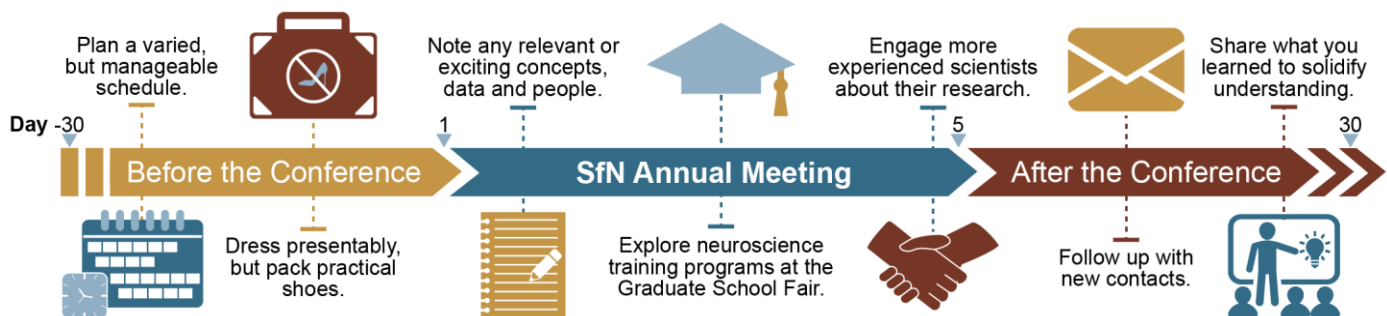 Plan a varied,
but manageable
schedule.
Note any relevant or
exciting concepts,
data and people.
Engage more
experienced scientists
about their research.
Share what you
learned to solidify
understanding.
Day -30
1
5
30
Before the Conference
SfN Annual Meeting
After the Conference
Dress presentably,
but pack practical
shoes.
Explore neuroscience
training programs at the
Graduate School Fair.
Follow up with
new contacts.